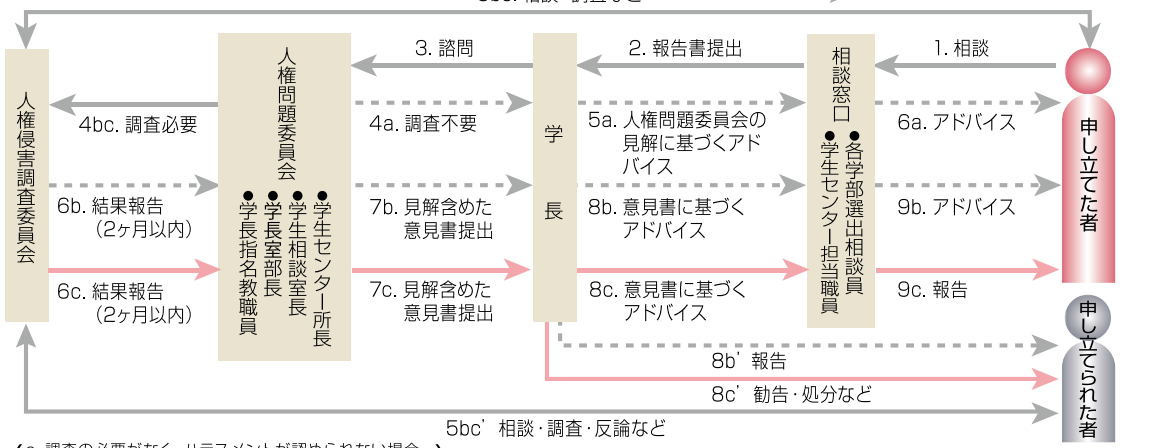 3. 諮問
2. 報告書提出
1. 相談
人権侵害調査委員会
4bc. 調査必要
6b. 結果報告
(2ヶ月以内)
6c. 結果報告
(2ヶ月以内)
人権問題委員会
●学生センター所長
●学生相談室長
●学長室部長
●学長指名教職員
4a. 調査不要
7b. 見解含めた
意見書提出
7c. 見解含めた
意見書提出
学長
5a. 人権問題委員会の
見解に基づくアド
バイス
8b. 意見書に基づく
アドバイス
8c. 意見書に基づく
アドバイス
相談窓口
●各学部選出相談員
●学生センター担当職員
6a. アドバイス
9b. アドバイス
9c. 報告
申し立てた者
申し立てられた者
8b’ 報告
8c’ 勧告・処分など
5bc’ 相談・調査・反論など